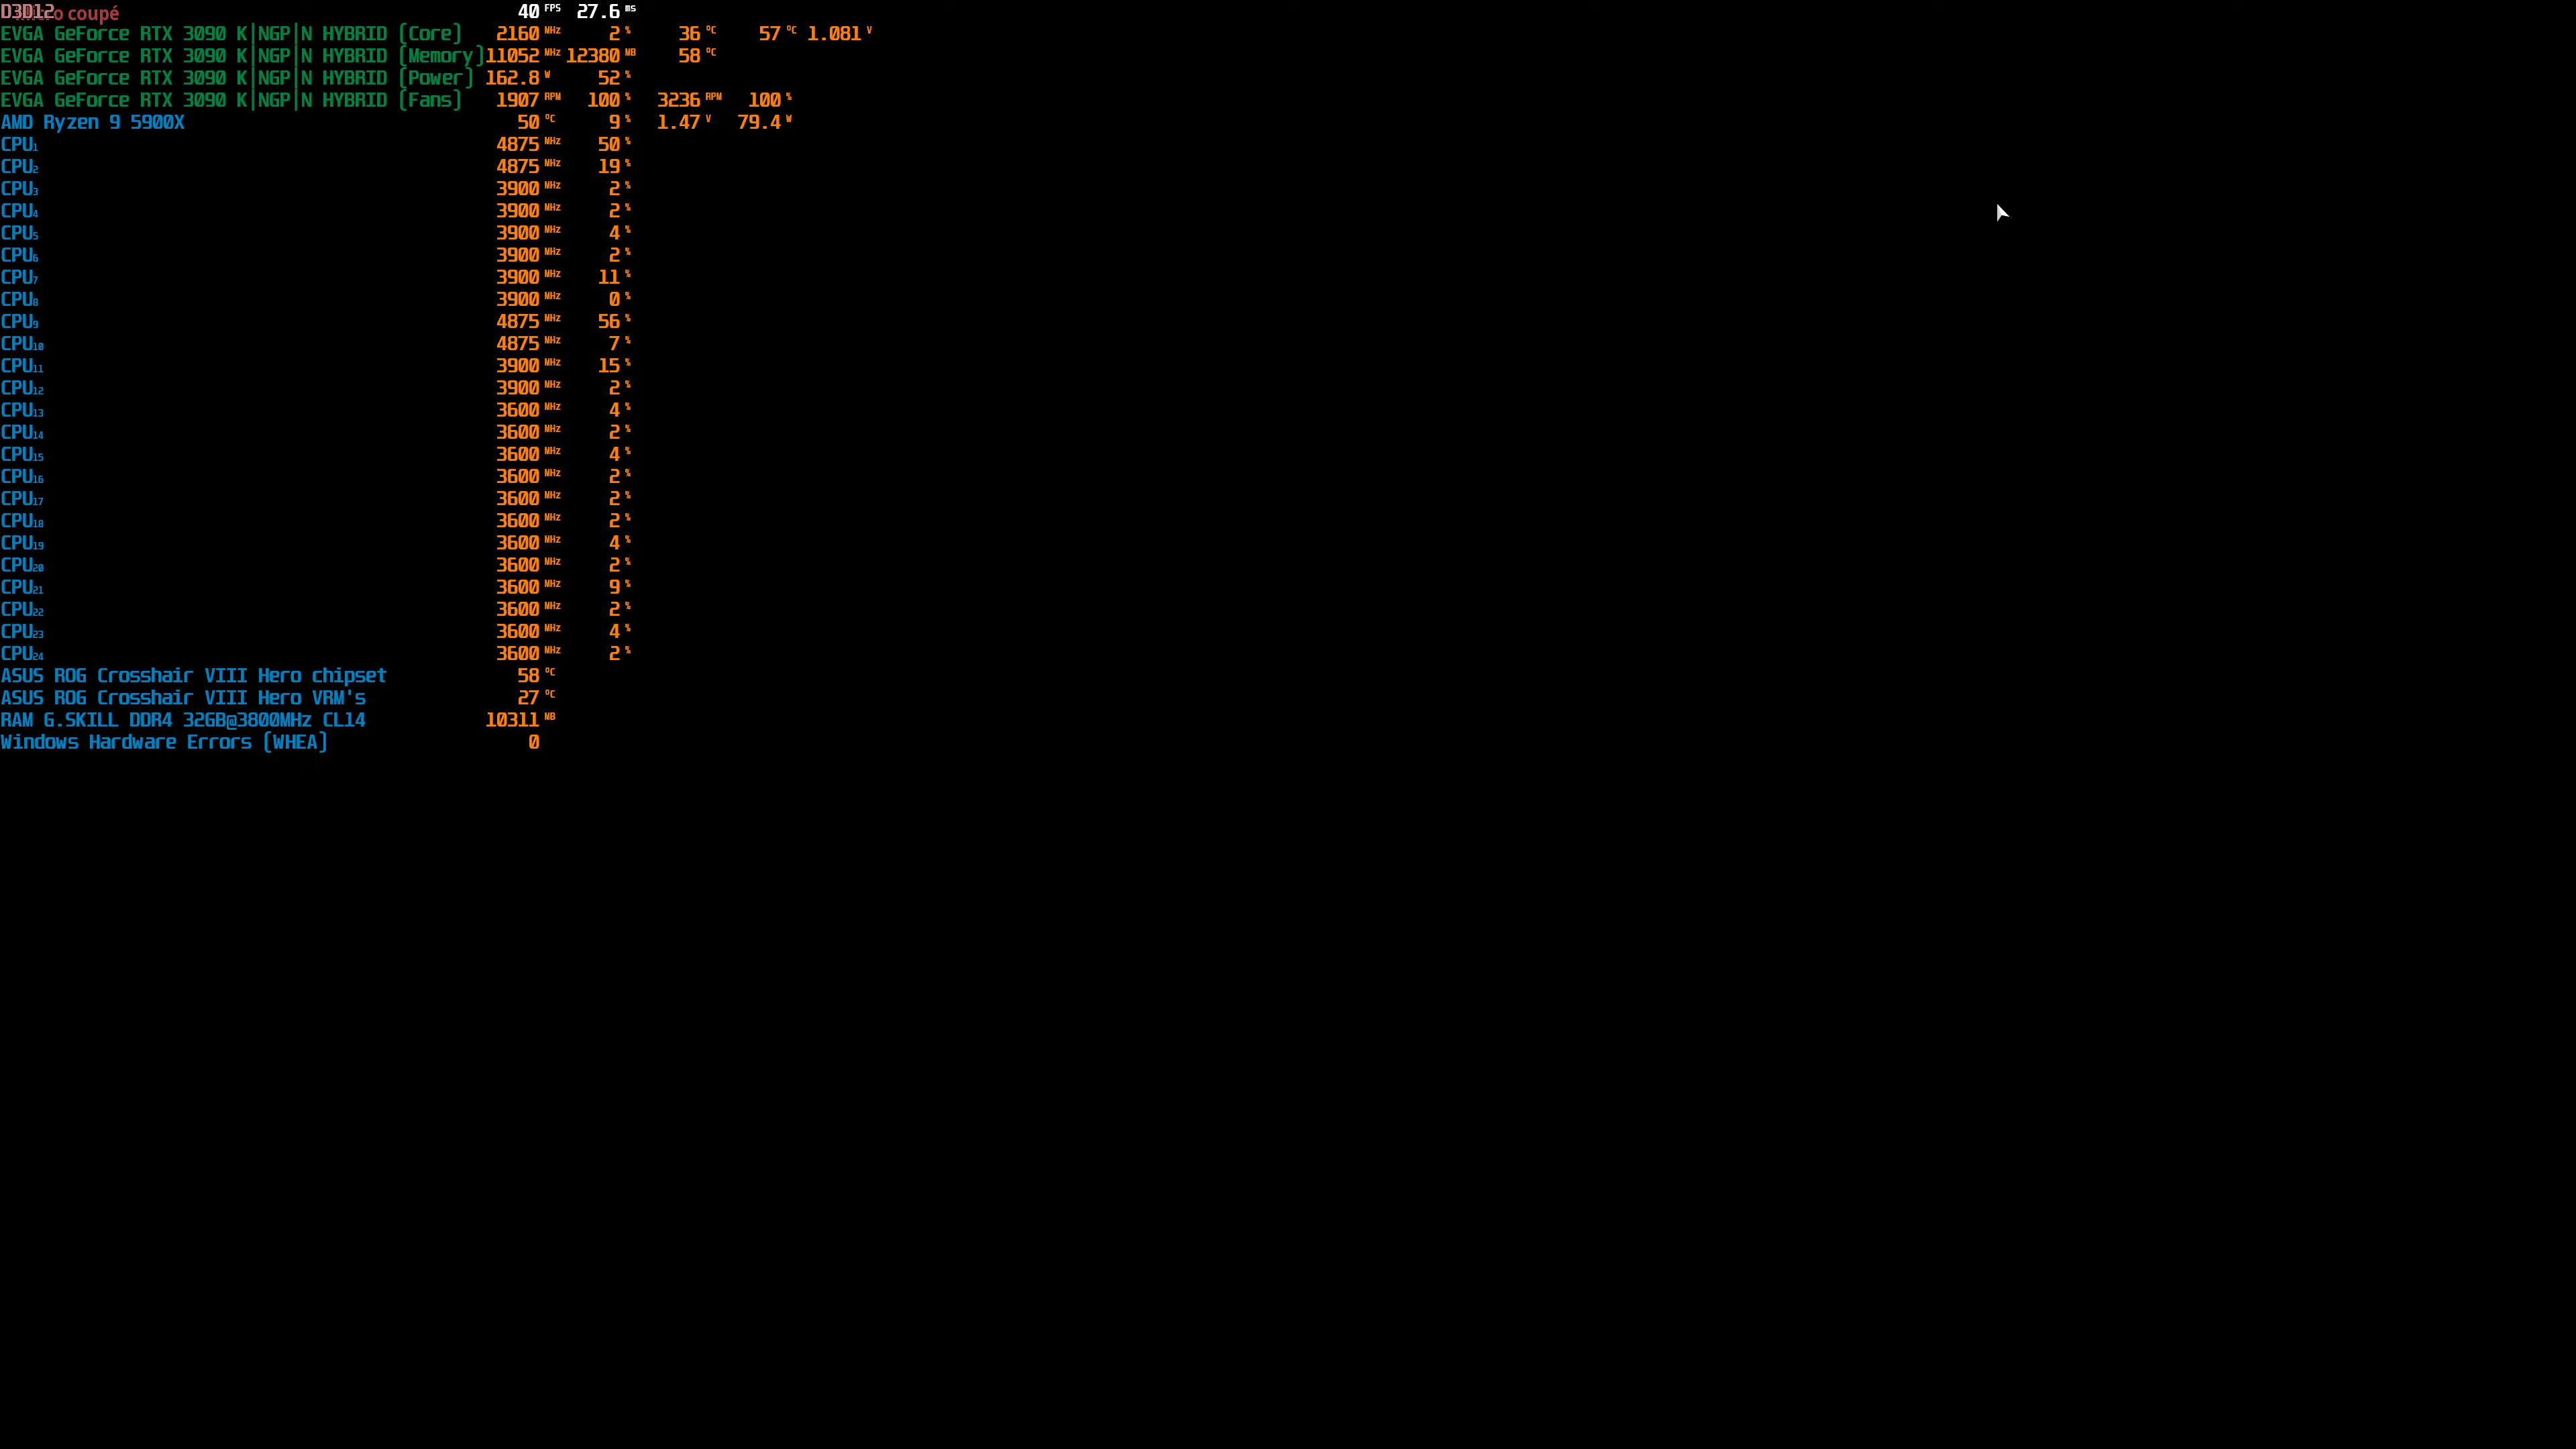 D3D12 coupé 40 FPS 27.6 ms
EVGA GeForce RTX 3090 K|NGP|N HYBRID [Core] 2160 MHz 2 % 36 °C 57 °C 1.081 V
EVGA GeForce RTX 3090 K|NGP|N HYBRID [Memory] 11052 MHz 12380 MB 58 °C
EVGA GeForce RTX 3090 K|NGP|N HYBRID [Power] 162.8 W 52 %
EVGA GeForce RTX 3090 K|NGP|N HYBRID [Fans] 1907 RPM 100 % 3236 RPM 100 %
AMD Ryzen 9 5900X 50 °C 9 % 1.47 V 79.4 W
CPU1 4875 MHz 50 %
CPU2 4875 MHz 19 %
CPU3 3900 MHz 2 %
CPU4 3900 MHz 2 %
CPU5 3900 MHz 4 %
CPU6 3900 MHz 2 %
CPU7 3900 MHz 11 %
CPU8 3900 MHz 0 %
CPU9 4875 MHz 56 %
CPU10 4875 MHz 7 %
CPU11 3900 MHz 15 %
CPU12 3900 MHz 2 %
CPU13 3600 MHz 4 %
CPU14 3600 MHz 2 %
CPU15 3600 MHz 4 %
CPU16 3600 MHz 2 %
CPU17 3600 MHz 2 %
CPU18 3600 MHz 2 %
CPU19 3600 MHz 4 %
CPU20 3600 MHz 2 %
CPU21 3600 MHz 9 %
CPU22 3600 MHz 2 %
CPU23 3600 MHz 4 %
CPU24 3600 MHz 2 %
ASUS ROG Crosshair VIII Hero chipset 58 °C
ASUS ROG Crosshair VIII Hero VRM's 27 °C
RAM G.SKILL DDR4 32GB@3800MHz CL14 10311 MB
Windows Hardware Errors [WHEA] 0